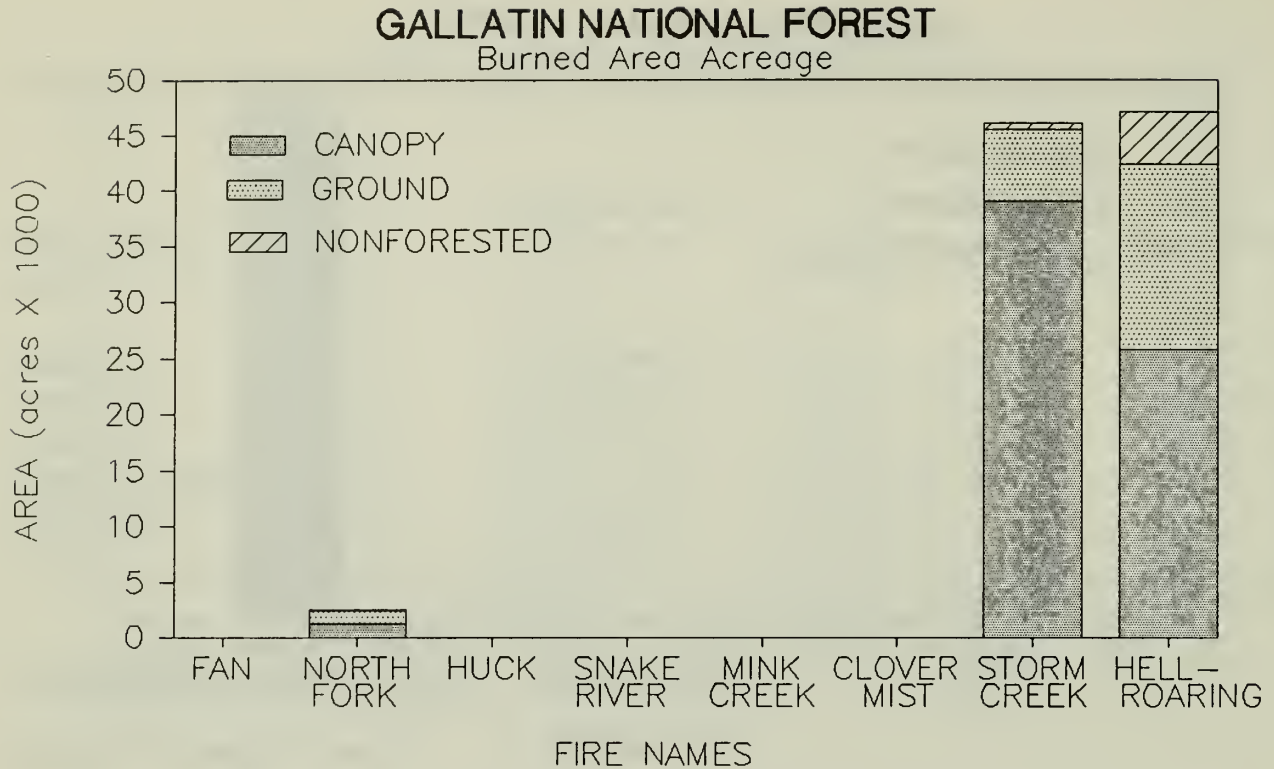 GALLATIN NATIONAL FOREST
Burned Area Acreage
50
45
40
35
30
25
20
15
10
5
0
AREA (acres X 1000)
CANOPY
GROUND
NONFORESTED
FAN
NORTH
FORK
HUCK
SNAKE
RIVER
MINK
CREEK
CLOVER
MIST
STORM
CREEK
HELL-
ROARING
FIRE NAMES